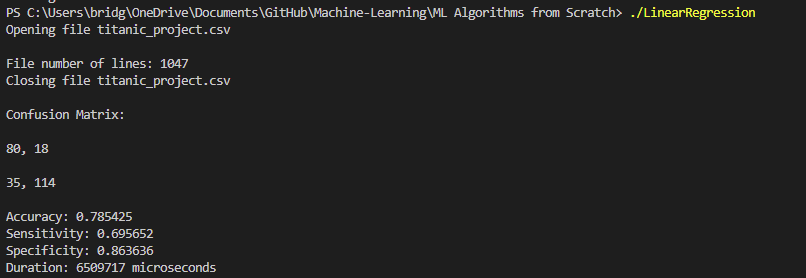 PS C:\Users\bridg\OneDrive\Documents\GitHub\Machine-Learning\ML Algorithms from Scratch> ./LinearRegression
Opening file titanic_project.csv
File number of lines: 1047
Closing file titanic_project.csv
Confusion Matrix:
80, 18
35, 114
Accuracy: 0.785425
Sensitivity: 0.695652
Specificity: 0.863636
Duration: 6509717 microseconds